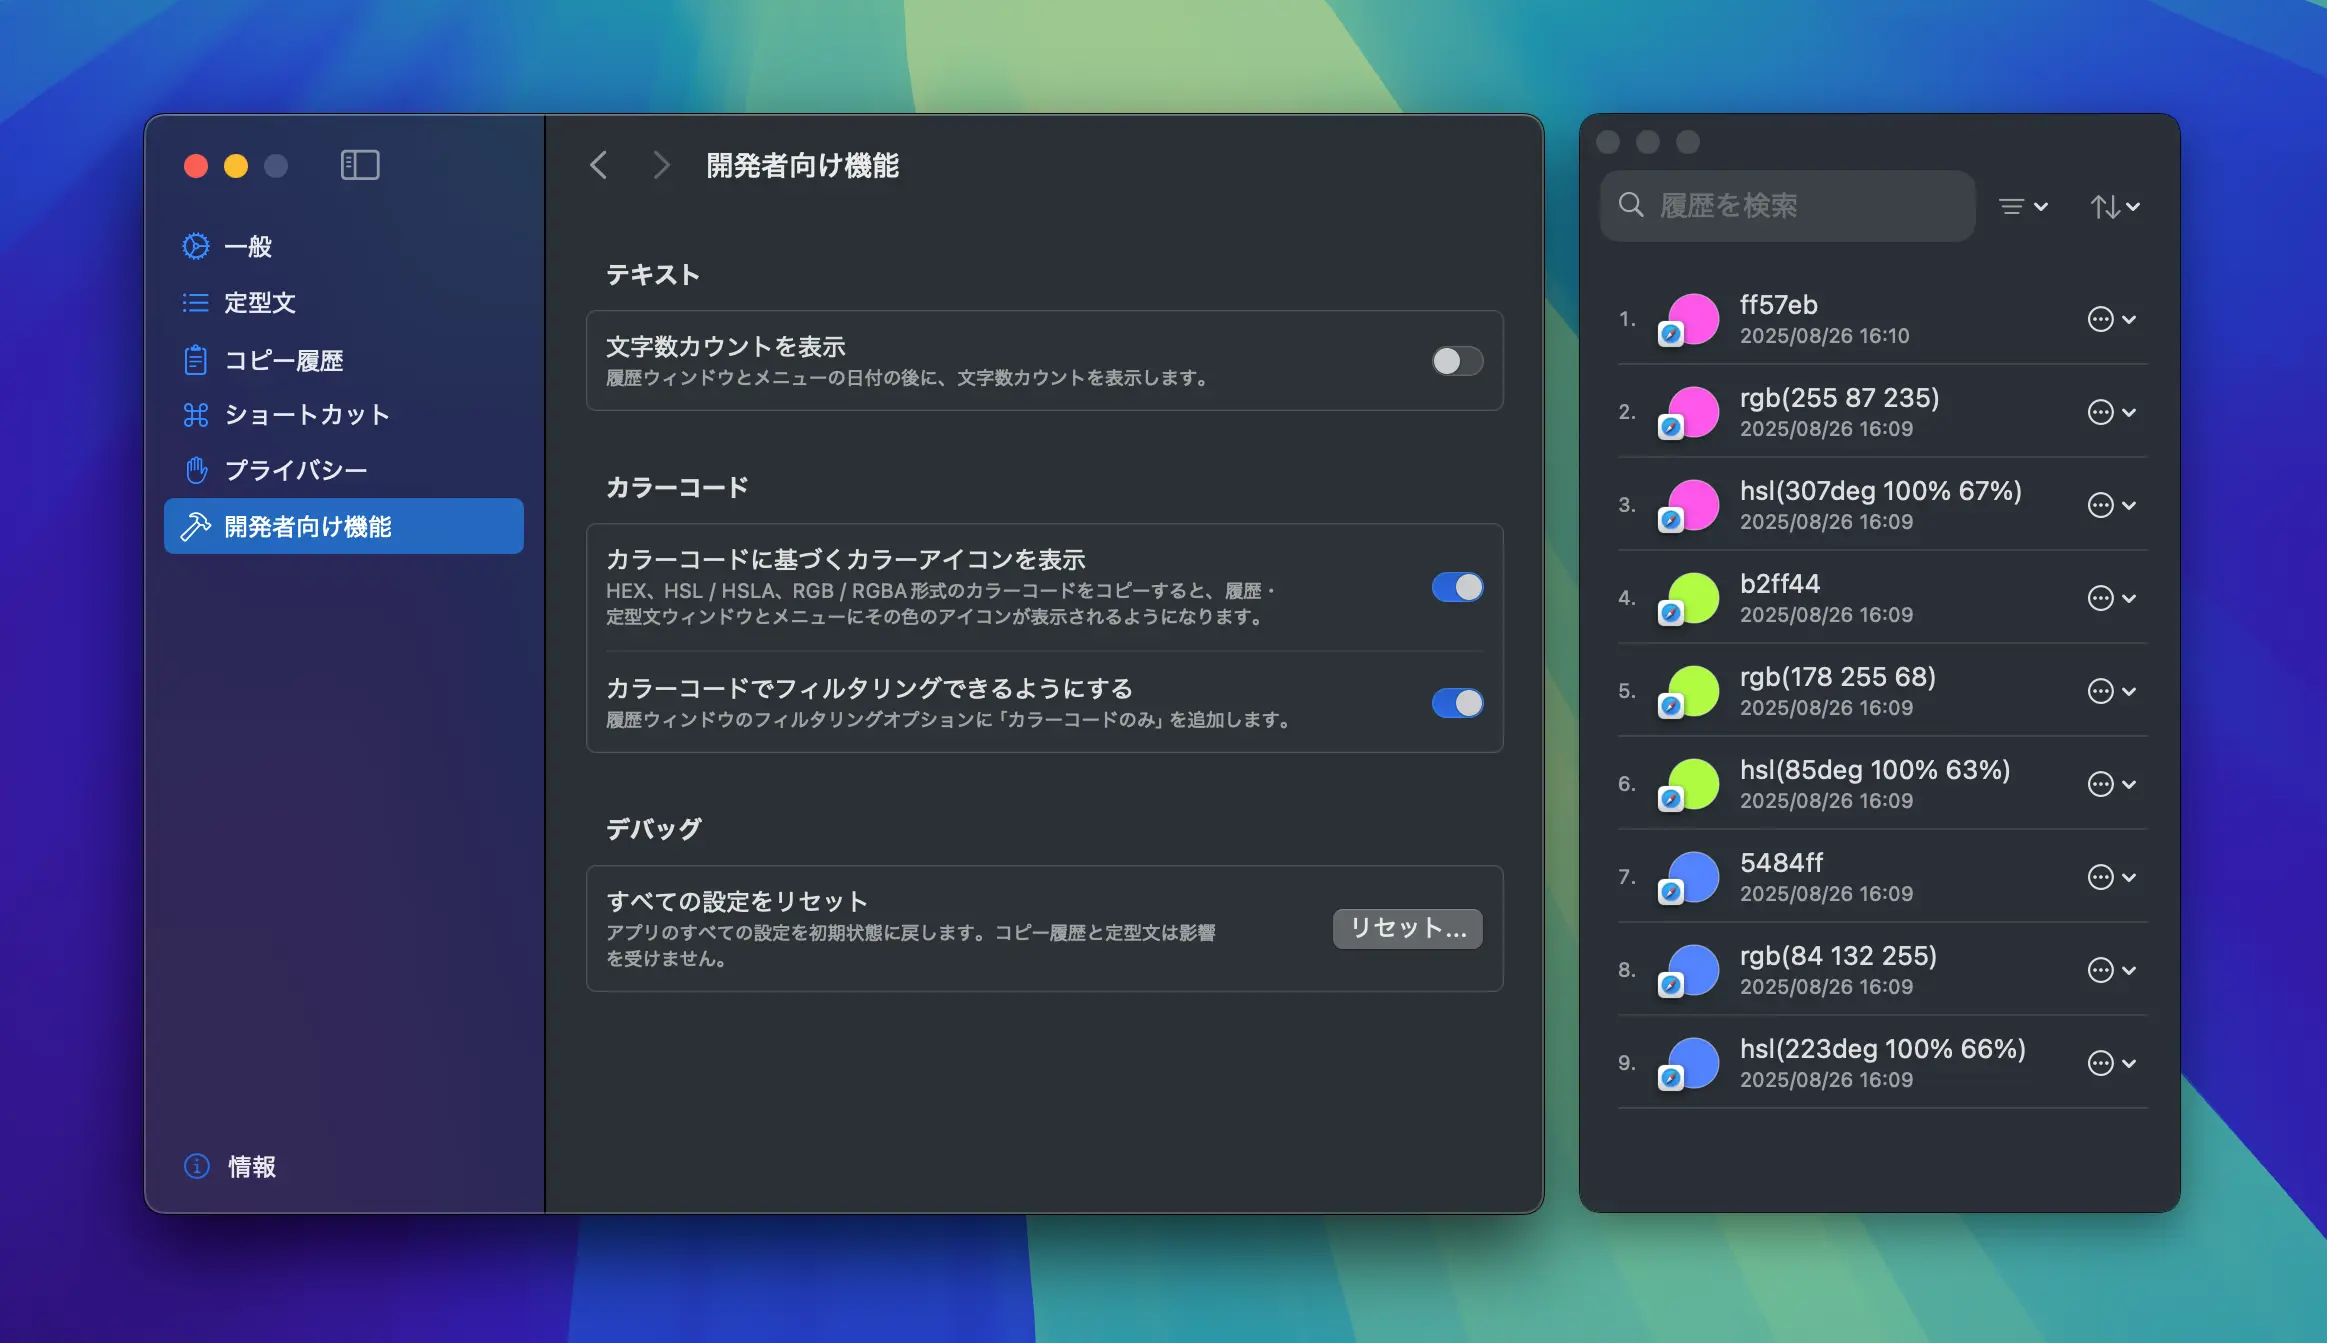 一般
定型文
コピー履歴
ショートカット
プライバシー
開発者向け機能
情報
開発者向け機能
テキスト
文字数カウントを表示
履歴ウィンドウとメニューの日付の後に、文字数カウントを表示します。
カラーコード
カラーコードに基づくカラーアイコンを表示
HEX、HSL / HSLA、RGB / RGBA 形式のカラーコードをコピーすると、履歴・
定型文ウィンドウとメニューにその色のアイコンが表示されるようになります。
カラーコードでフィルタリングできるようにする
履歴ウィンドウのフィルタリングオプションに「カラーコードのみ」を追加します。
デバッグ
すべての設定をリセット
アプリのすべての設定を初期状態に戻します。コピー履歴と定型文は影響
を受けません。
リセット...
履歴を検索
1.
ff57eb
2025/08/26 16:10
2.
rgb(255 87 235)
2025/08/26 16:09
3.
hsl(307deg 100% 67%)
2025/08/26 16:09
4.
b2ff44
2025/08/26 16:09
5.
rgb(178 255 68)
2025/08/26 16:09
6.
hsl(85deg 100% 63%)
2025/08/26 16:09
7.
5484ff
2025/08/26 16:09
8.
rgb(84 132 255)
2025/08/26 16:09
9.
hsl(223deg 100% 66%)
2025/08/26 16:09